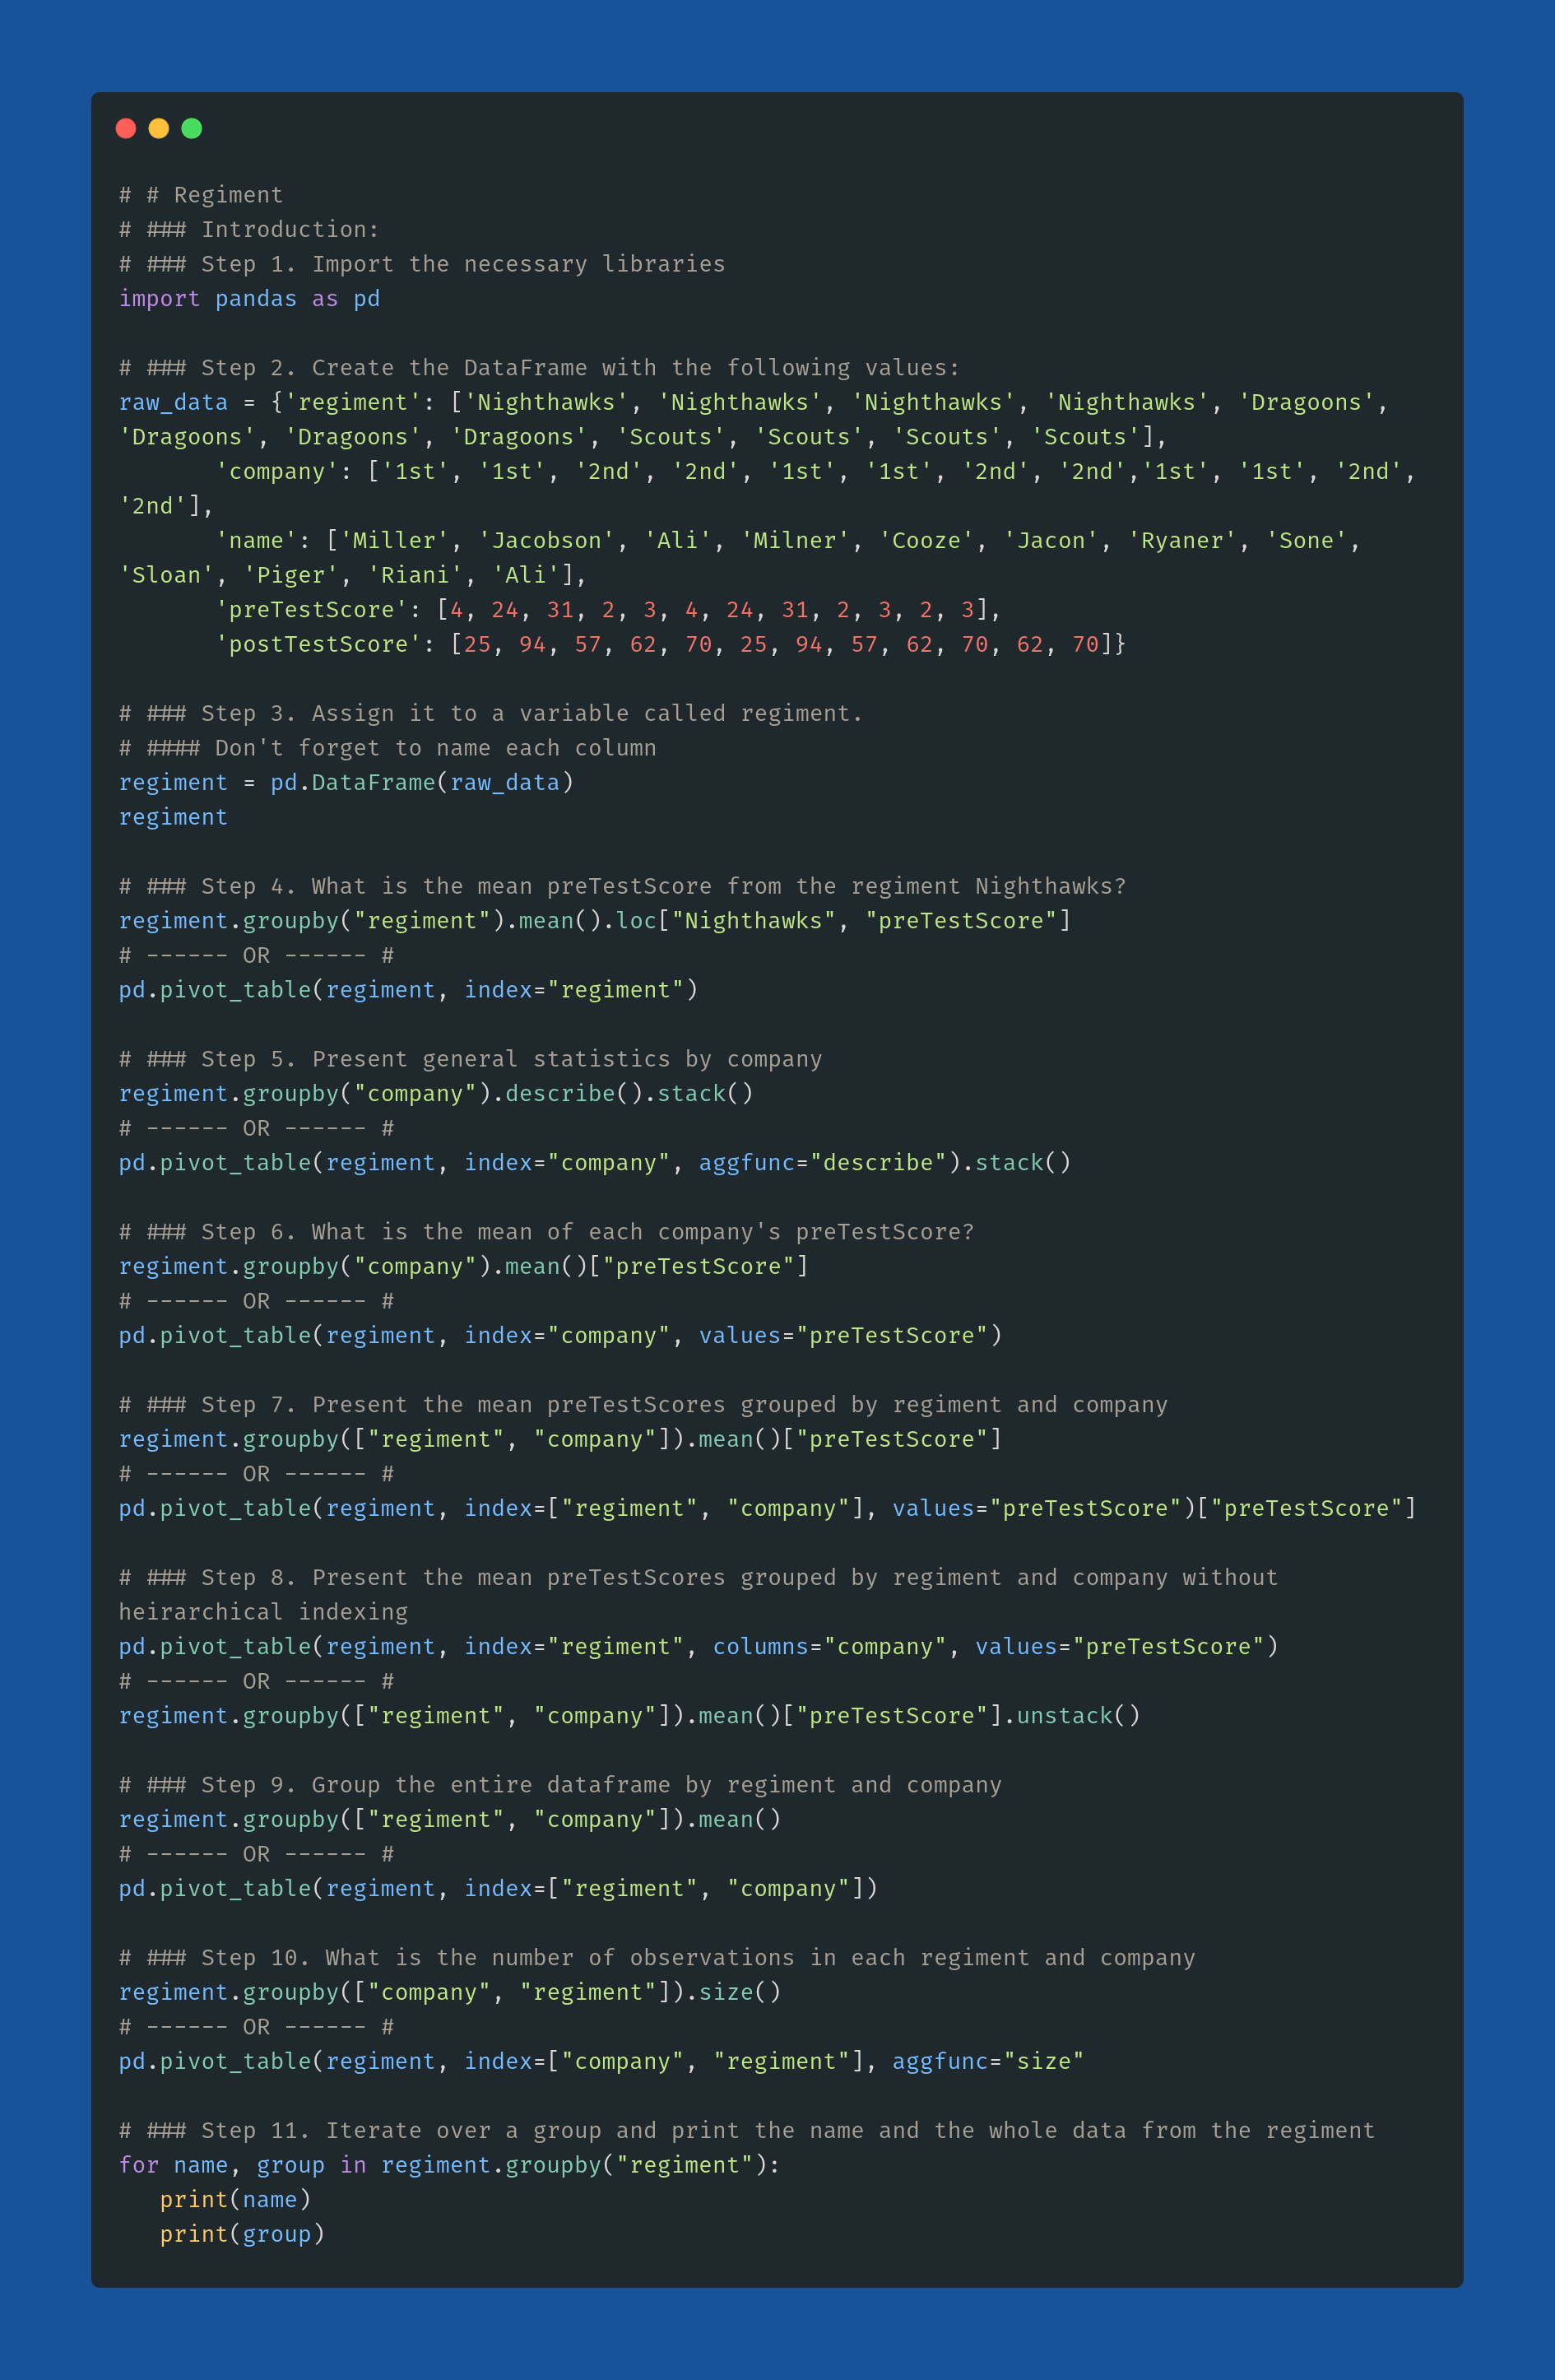 # # Regiment
# ### Introduction:
# ### Step 1. Import the necessary libraries
import pandas as pd

# ### Step 2. Create the DataFrame with the following values:
raw_data = {'regiment': ['Nighthawks', 'Nighthawks', 'Nighthawks', 'Nighthawks', 'Dragoons',
'Dragoons', 'Dragoons', 'Dragoons', 'Scouts', 'Scouts', 'Scouts', 'Scouts'],
       'company': ['1st', '1st', '2nd', '2nd', '1st', '1st', '2nd', '2nd','1st', '1st', '2nd',
'2nd'],
       'name': ['Miller', 'Jacobson', 'Ali', 'Milner', 'Cooze', 'Jacon', 'Ryaner', 'Sone',
'Sloan', 'Piger', 'Riani', 'Ali'],
       'preTestScore': [4, 24, 31, 2, 3, 4, 24, 31, 2, 3, 2, 3],
       'postTestScore': [25, 94, 57, 62, 70, 25, 94, 57, 62, 70, 62, 70]}

# ### Step 3. Assign it to a variable called regiment.
# #### Don't forget to name each column
regiment = pd.DataFrame(raw_data)
regiment

# ### Step 4. What is the mean preTestScore from the regiment Nighthawks?
regiment.groupby("regiment").mean().loc["Nighthawks", "preTestScore"]
# ------ OR ------ #
pd.pivot_table(regiment, index="regiment")

# ### Step 5. Present general statistics by company
regiment.groupby("company").describe().stack()
# ------ OR ------ #
pd.pivot_table(regiment, index="company", aggfunc="describe").stack()

# ### Step 6. What is the mean of each company's preTestScore?
regiment.groupby("company").mean()["preTestScore"]
# ------ OR ------ #
pd.pivot_table(regiment, index="company", values="preTestScore")

# ### Step 7. Present the mean preTestScores grouped by regiment and company
regiment.groupby(["regiment", "company"]).mean()["preTestScore"]
# ------ OR ------ #
pd.pivot_table(regiment, index=["regiment", "company"], values="preTestScore")["preTestScore"]

# ### Step 8. Present the mean preTestScores grouped by regiment and company without
heirarchical indexing
pd.pivot_table(regiment, index="regiment", columns="company", values="preTestScore")
# ------ OR ------ #
regiment.groupby(["regiment", "company"]).mean()["preTestScore"].unstack()

# ### Step 9. Group the entire dataframe by regiment and company
regiment.groupby(["regiment", "company"]).mean()
# ------ OR ------ #
pd.pivot_table(regiment, index=["regiment", "company"])

# ### Step 10. What is the number of observations in each regiment and company
regiment.groupby(["company", "regiment"]).size()
# ------ OR ------ #
pd.pivot_table(regiment, index=["company", "regiment"], aggfunc="size"

# ### Step 11. Iterate over a group and print the name and the whole data from the regiment
for name, group in regiment.groupby("regiment"):
   print(name)
   print(group)